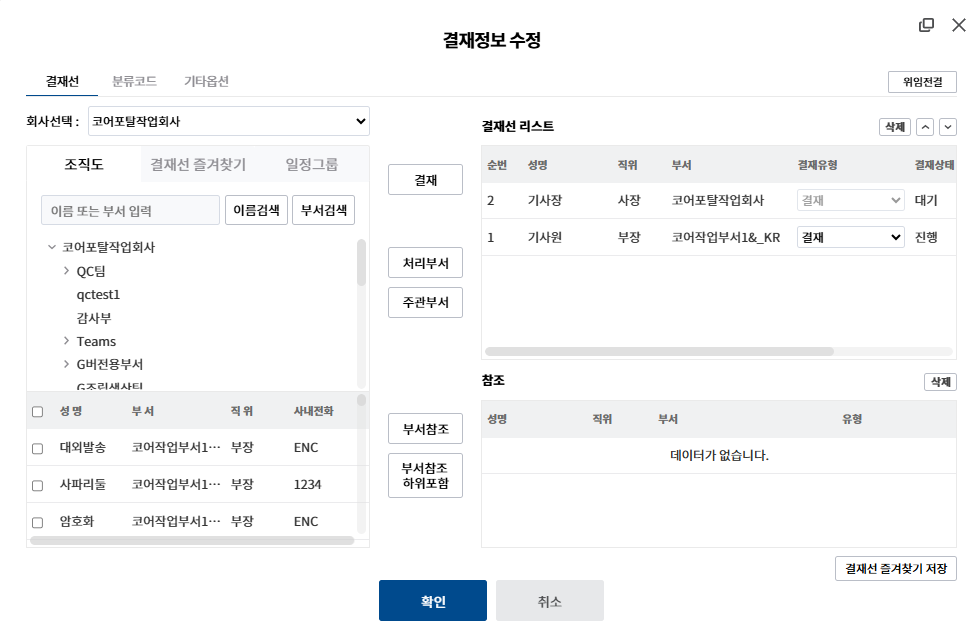 결재정보 수정
결재선 분류코드 기타옵션 위임전결
회사선택 : 코어포탈작업회사
조직도 결재선 즐겨찾기 일정그룹
이름 또는 부서 입력 이름검색 부서검색
코어포탈작업회사
QC팀
qctest1
감사부
Teams
G버전용부서
G조립생산팀
성 명 부 서 직 위 사내전화
대외발송 코어작업부서1··· 부장 ENC
사파리둘 코어작업부서1··· 부장 1234
암호화 코어작업부서1··· 부장 ENC
결재
처리부서
주관부서
부서참조
부서참조
하위포함
결재선 리스트 삭제
순번 성명 직위 부서 결재유형 결재상태
2 기사장 사장 코어포탈작업회사 결재 대기
1 기사원 부장 코어작업부서1&_KR 결재 진행
참조 삭제
성명 직위 부서 유형
데이터가 없습니다.
결재선 즐겨찾기 저장
확인 취소